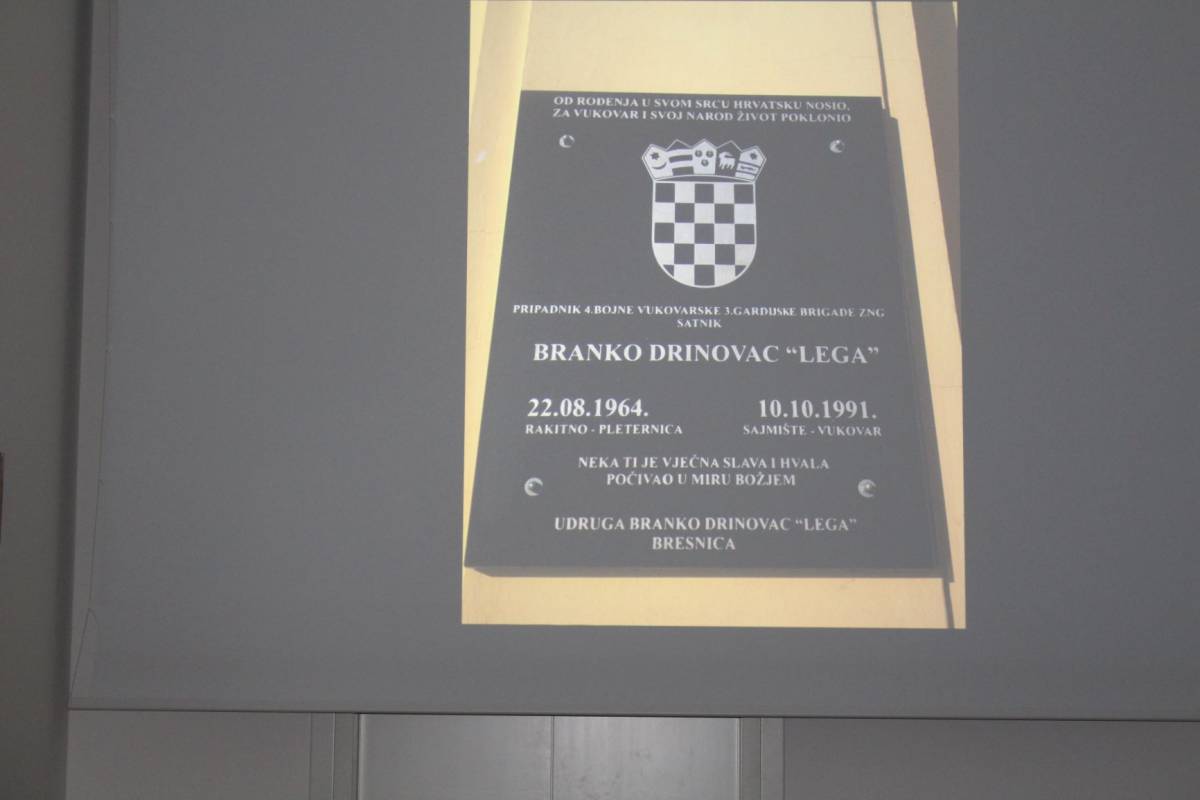 OD ROĐENJA U SVOM SRCU HRVATSKU NOSIO,
ZA VUKOVAR I SVOJ NAROD ŽIVOT POKLONIO
PRIPADNIK 4.BOJNE VUKOVARSKE 3.GARDIJSKE BRIGADE ZNG
SATNIK
BRANKO DRINOVAC “LEGA”
22.08.1964. 10.10.1991.
RAKITNO - PLETERNICA SAJMIŠTE - VUKOVAR
NEKA TI JE VJEČNA SLAVA I HVALA
POČIVAO U MIRU BOŽJEM
UDRUGA BRANKO DRINOVAC “LEGA”
BRESNICA